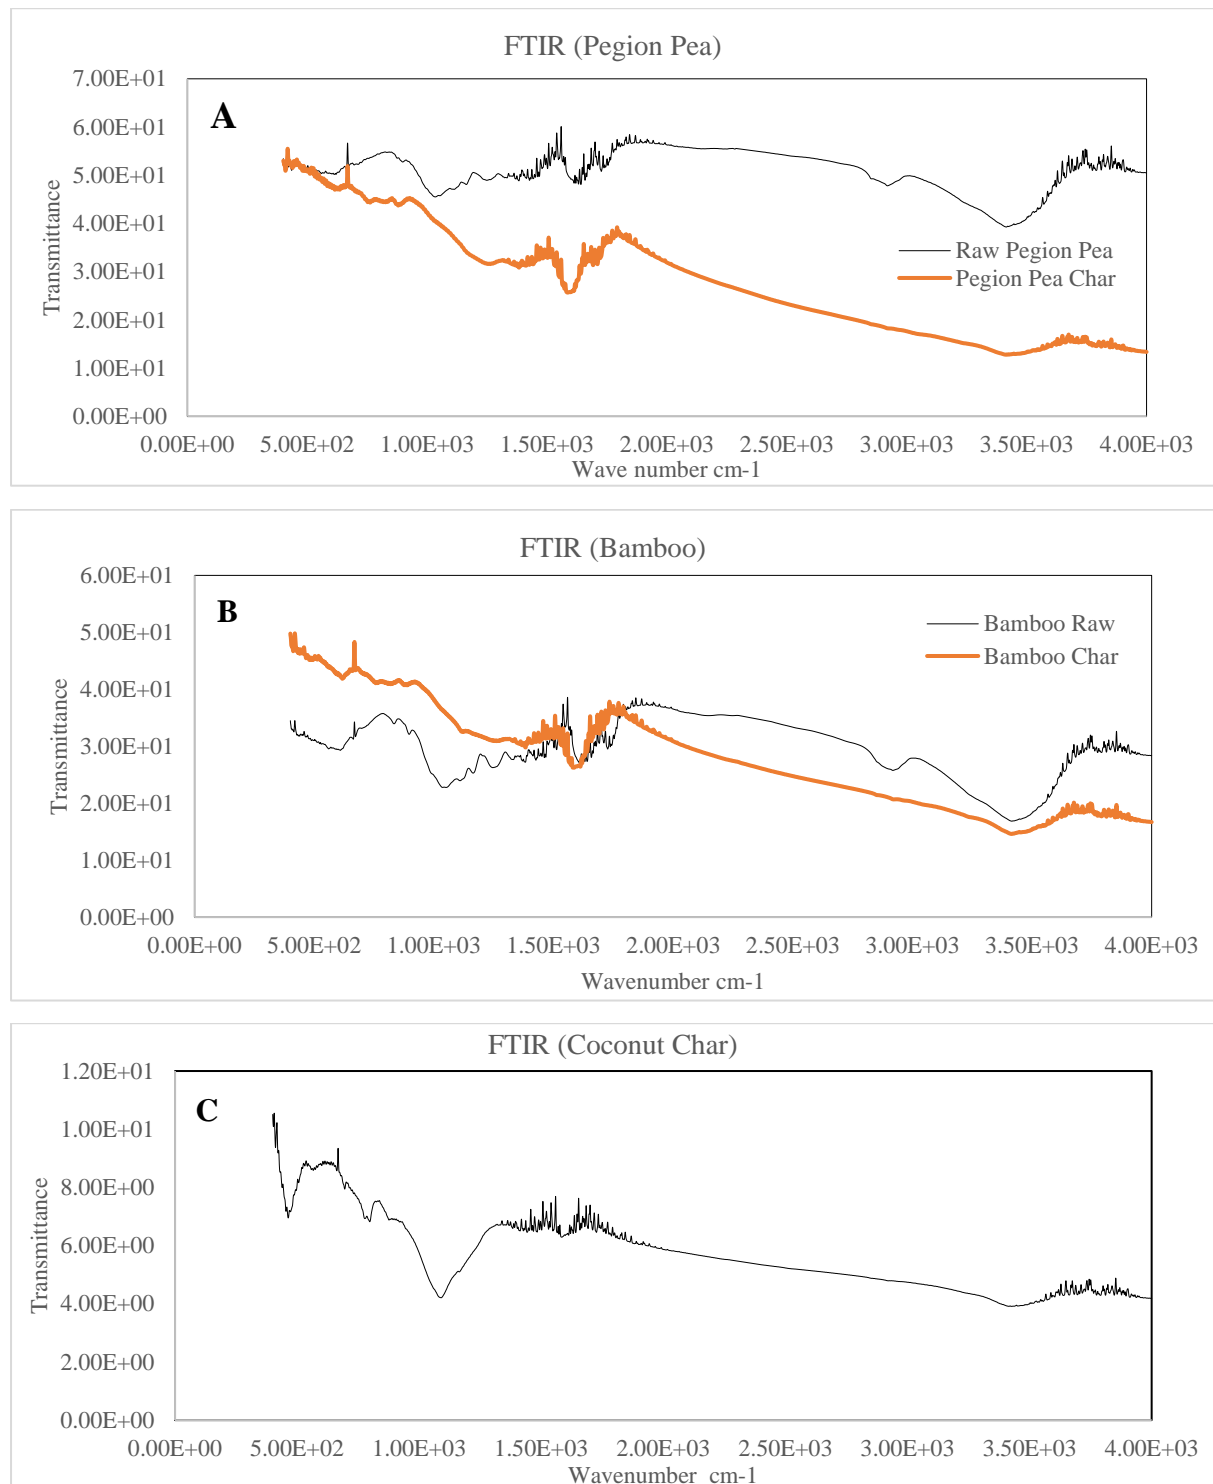 FTIR (Pegion Pea)
A
7.00E+01
6.00E+01
5.00E+01
4.00E+01
3.00E+01
2.00E+01
1.00E+01
0.00E+00
Transmittance
Raw Pegion Pea
Pegion Pea Char
0.00E+00 5.00E+02 1.00E+03 1.50E+03 2.00E+03 2.50E+03 3.00E+03 3.50E+03 4.00E+03
Wave number cm-1
FTIR (Bamboo)
B
6.00E+01
5.00E+01
4.00E+01
3.00E+01
2.00E+01
1.00E+01
0.00E+00
Transmittance
Bamboo Raw
Bamboo Char
0.00E+00 5.00E+02 1.00E+03 1.50E+03 2.00E+03 2.50E+03 3.00E+03 3.50E+03 4.00E+03
Wavenumber cm-1
FTIR (Coconut Char)
C
1.20E+01
1.00E+01
8.00E+00
6.00E+00
4.00E+00
2.00E+00
0.00E+00
Transmittance
0.00E+00 5.00E+02 1.00E+03 1.50E+03 2.00E+03 2.50E+03 3.00E+03 3.50E+03 4.00E+03
Wavenumber cm-1